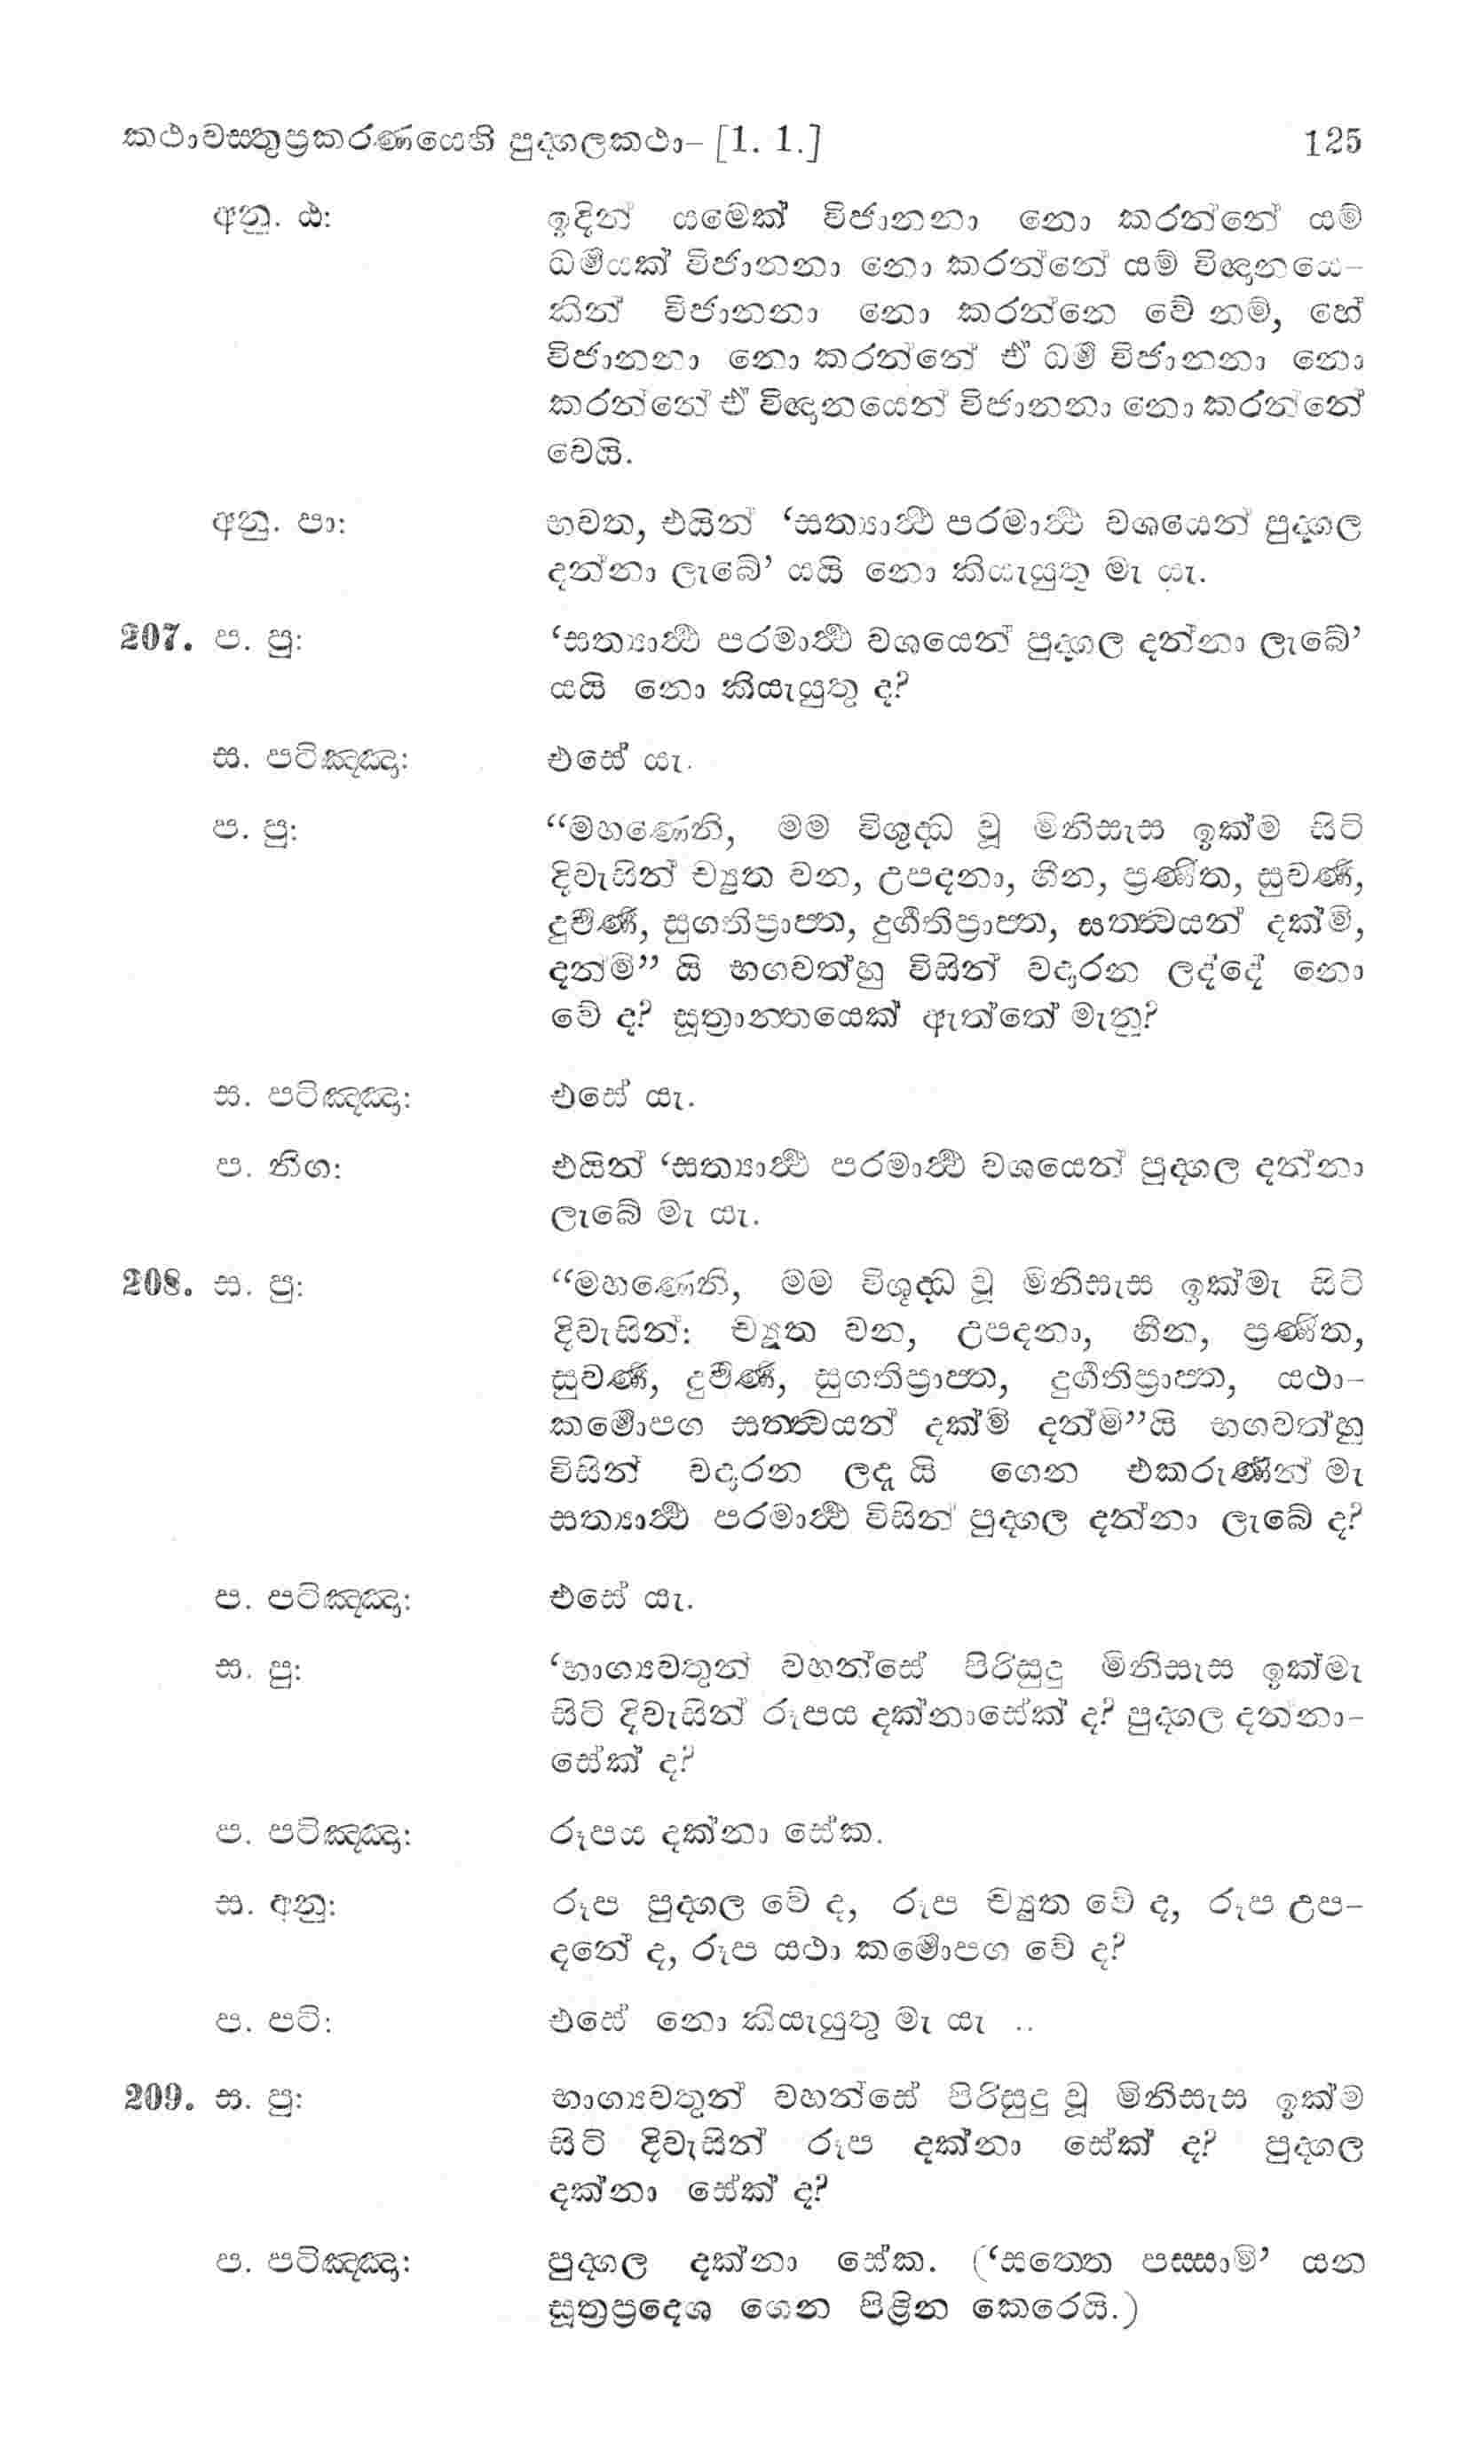 කථාවස්තුප්‍රකරණයෙහි පුද්ගලකථා– [1. 1.] 125
අනු. ඨ: ඉදින් යමෙක් විජානනා නො කරන්නේ යම්
ධර්‍මයක් විජානනා නො කරන්නේ යම් විඥානයෙ-
කින් විජානනා නො කරන්නෙ වේ නම්, හේ
විජානනා නො කරන්නේ ඒ ධර්‍ම විජානනා නො
කරන්නේ ඒ විඥානයෙන් විජානනා නො කරන්නේ
වෙයි.
අනු. පා: භවත, එයින් ‘සත්‍යාර්‍ත්‍ථ පරමාර්‍ත්‍ථ වශයෙන් පුද්ගල
දන්නා ලැබේ’ යයි නො කියැයුතු මැ යැ.
207. ප. පු: ‘සත්‍යාර්‍ත්‍ථ පරමාර්‍ත්‍ථ වශයෙන් පුද්ගල දන්නා ලැබේ’
යයි නො කියැයුතු ද?
ස. පටිඤ්ඤා: එසේ යැ.
ප. පු: “මහණෙනි, මම විශුද්ධ වූ මිනිසැස ඉක්ම සිටි
දිවැසින් ච්‍යුත වන, උපදනා, හීන, ප්‍රණීත, සුවර්‍ණ,
දුර්‍වර්‍ණ, සුගතිප්‍රාප්ත, දුර්‍ගතිප්‍රාප්ත, සත්ත්වයන් දක්මි,
දන්මි” යි භගවත්හු විසින් වදාරන ලද්දේ නො
වේ ද? සූත්‍රාන්තයෙක් ඇත්තේ මැනු?
ස. පටිඤ්ඤා: එසේ යැ.
ප. නිග: එයින් ‘සත්‍යාර්‍ත්‍ථ පරමාර්‍ත්‍ථ වශයෙන් පුද්ගල දන්නා
ලැබේ මැ යැ.
208. ස. පු: “මහණෙනි, මම විශුද්ධ වූ මිනිසැස ඉක්මැ සිටි
දිවැසින්: ච්‍යුත වන, උපදනා, හීන, ප්‍රණීත,
සුවර්‍ණ, දුර්‍වර්‍ණ, සුගතිප්‍රාප්ත, දුර්‍ගතිප්‍රාප්ත, යථා-
කර්‍මොපග සත්ත්වයන් දක්මි දන්මි”යි භගවත්හු
විසින් වදාරන ලදැ යි ගෙන එකරුණින් මැ
සත්‍යාර්‍ත්‍ථ පරමාර්‍ත්‍ථ විසින් පුද්ගල දන්නා ලැබේ ද?
ප. පටිඤ්ඤා: එසේ යැ.
ස. පු: ‘භාග්‍යවතුන් වහන්සේ පිරිසුදු මිනිසැස ඉක්මැ
සිටි දිවැසින් රූපය දක්නාසේක් ද? පුද්ගල දන්නා-
සේක් ද?
ප. පටිඤ්ඤා: රූපය දක්නා සේක.
ස. අනු: රූප පුද්ගල වේ ද, රූප ච්‍යුත වේ ද, රූප උප-
දනේ ද, රූප යථා කර්‍මොපග වේ ද?
ප. පටි: එසේ නො කියැයුතු මැ යැ ..
209. ස. පු: භාග්‍යවතුන් වහන්සේ පිරිසුදු වූ මිනිසැස ඉක්ම
සිටි දිවැසින් රූප දක්නා සේක් ද? පුද්ගල
දක්නා සේක් ද?
ප. පටිඤ්ඤා: පුද්ගල දක්නා සේක. (‘සත්තෙ පස්සාමි’ යන
සූත්‍රප්‍රදෙශ ගෙන පිළින කෙරෙයි.)